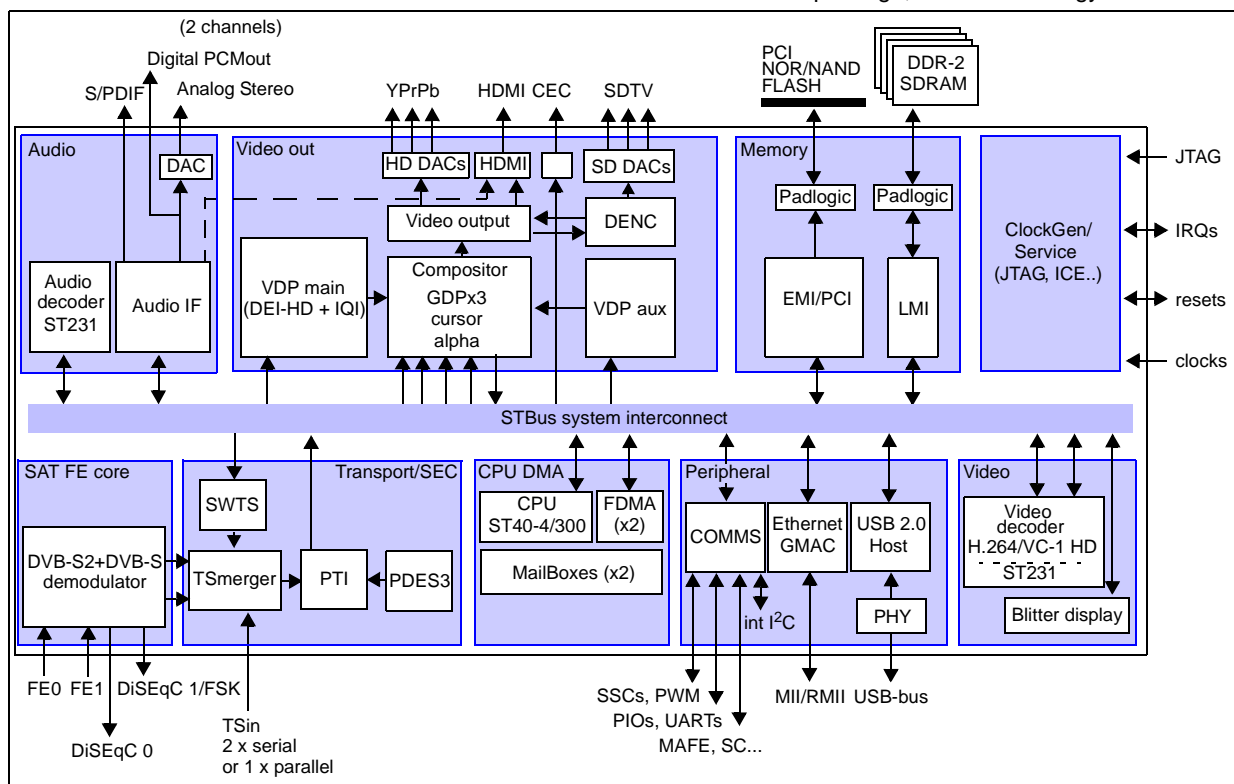 (2 channels)
Digital PCMout
S/PDIF
Analog Stereo
YPrPb
HDMI
CEC
SDTV
PCI
NOR/NAND
FLASH
DDR-2
SDRAM
Audio
DAC
Video out
HD DACs
HDMI
SD DACs
Video output
DENC
Audio
decoder
ST231
Audio IF
VDP main
(DEI-HD + IQI)
Compositor
GDPx3
cursor
alpha
VDP aux
Memory
Padlogic
Padlogic
EMI/PCI
LMI
ClockGen/
Service
(JTAG, ICE..)
JTAG
IRQs
resets
clocks
STBus system interconnect
SAT FE core
DVB-S2+DVB-S
demodulator
Transport/SEC
SWTS
TSmerger
PTI
PDES3
CPU DMA
CPU
ST40-4/300
FDMA
(x2)
MailBoxes (x2)
Peripheral
COMMS
Ethernet
GMAC
USB 2.0
Host
int I²C
PHY
Video
Video
decoder
H.264/VC-1 HD
ST231
Blitter display
FE0
FE1
DiSEqC 1/FSK
DiSEqC 0
TSin
2 x serial
or 1 x parallel
SSCs, PWM
PIOs, UARTs
MAFE, SC...
MII/RMII
USB-bus